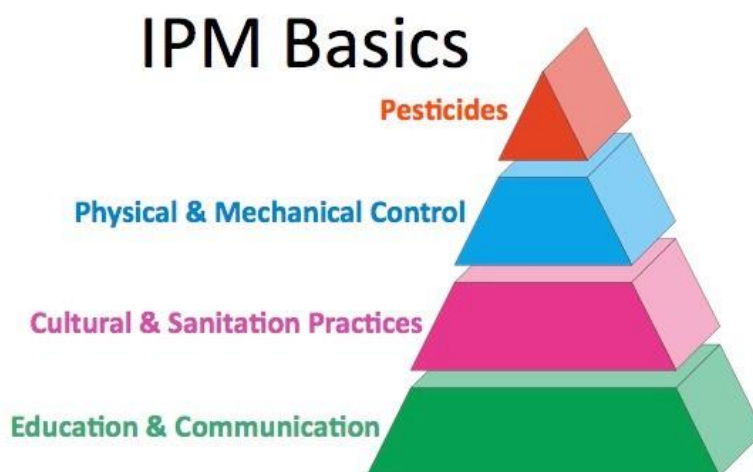 IPM Basics
Pesticides
Physical & Mechanical Control
Cultural & Sanitation Practices
Education & Communication